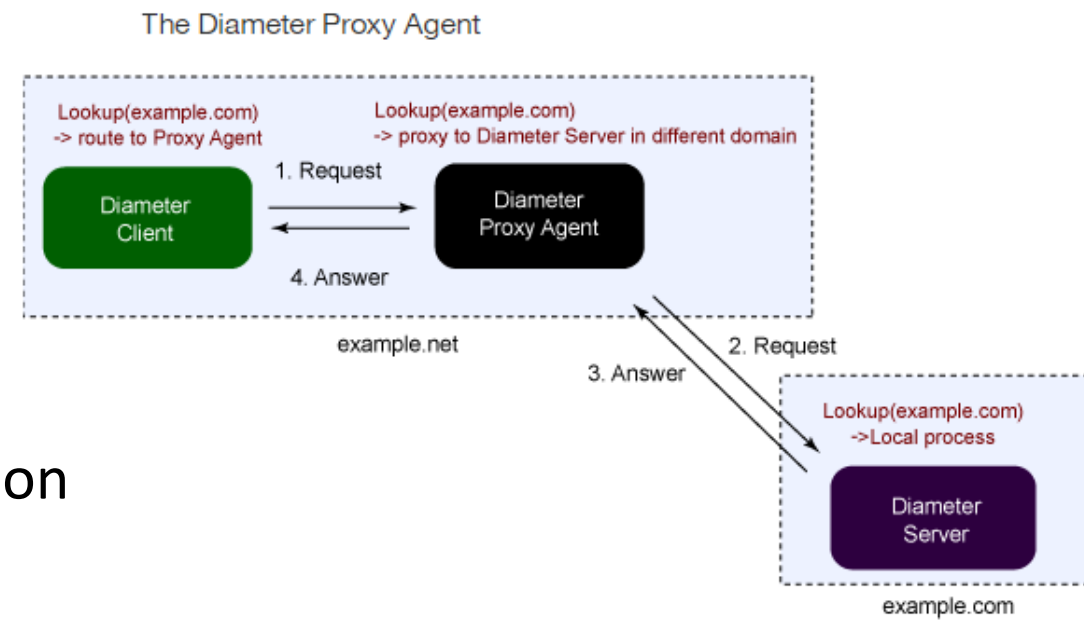 The Diameter Proxy Agent
Lookup(example.com)
-> route to Proxy Agent
Lookup(example.com)
-> proxy to Diameter Server in different domain
Diameter
Client
1. Request
4. Answer
Diameter
Proxy Agent
example.net
2. Request
3. Answer
Lookup(example.com)
->Local process
on
Diameter
Server
example.com